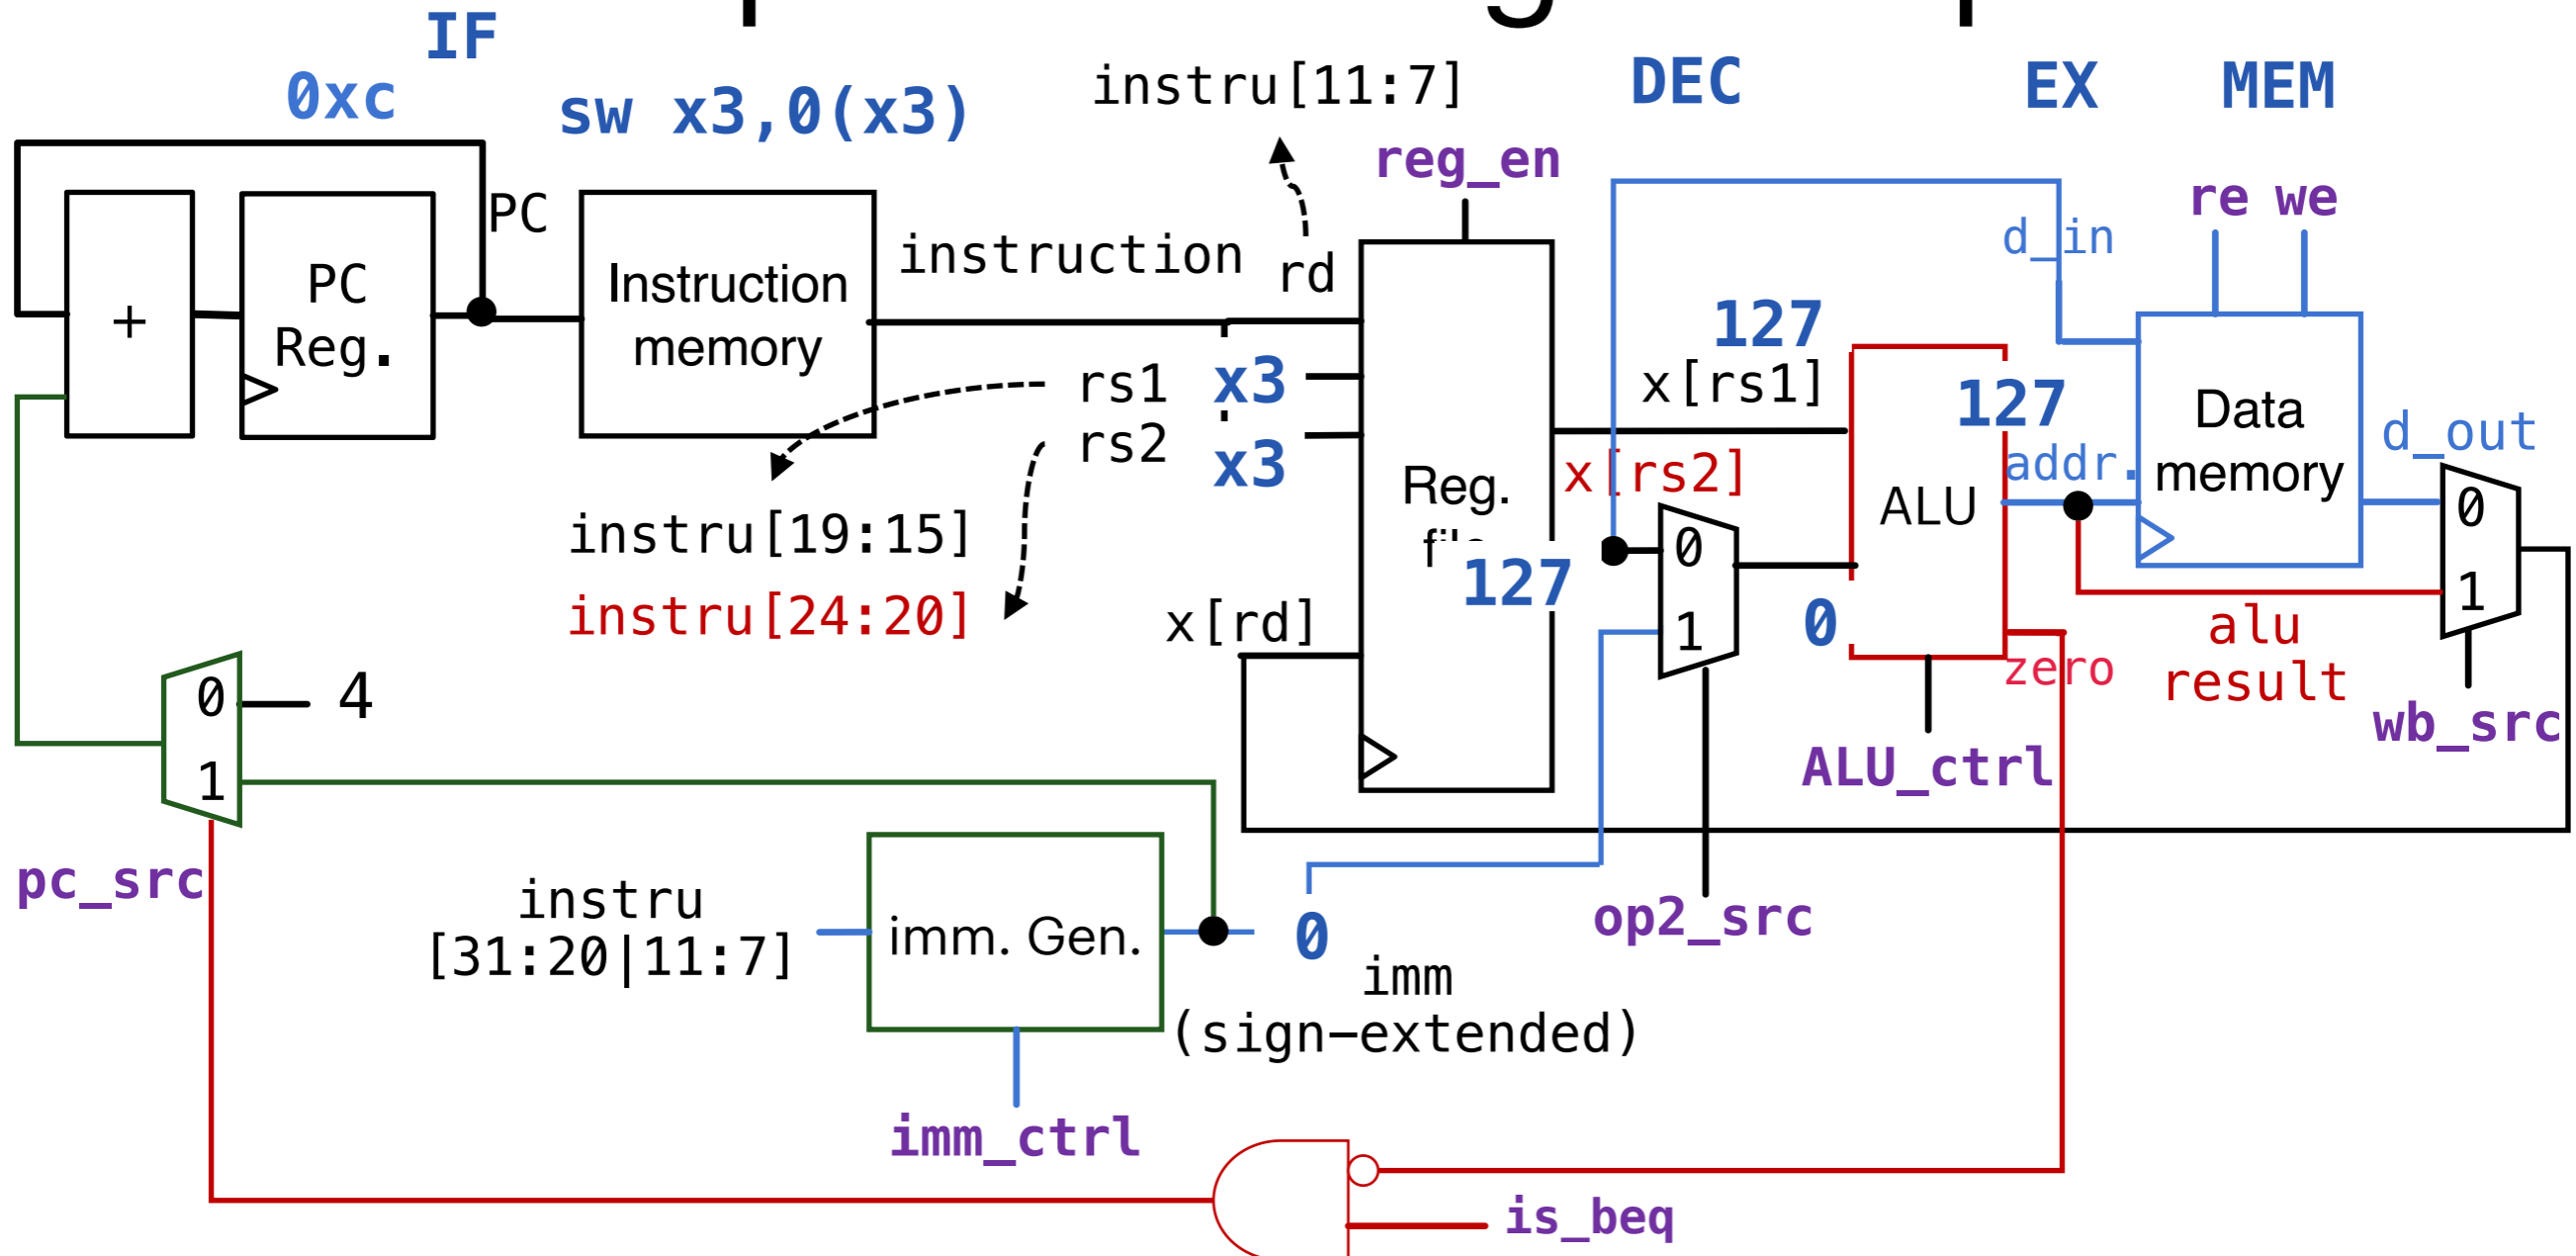 IF
0xc
sw x3,0(x3)
instru[11:7]
DEC
EX
MEM
reg_en
re we
PC
d_in
instruction
rd
+
PC
Reg.
Instruction
memory
127
x[rs1]
rs1
x3
rs2
x3
127
Data
memory
addr.
d_out
x[rs2]
Reg.
127
ALU
0
1
0
1
instru[19:15]
instru[24:20]
x[rd]
0
zero
alu
result
wb_src
0
4
1
ALU_ctrl
pc_src
instru
[31:20|11:7]
imm. Gen.
0
op2_src
imm
(sign-extended)
imm_ctrl
is_beq